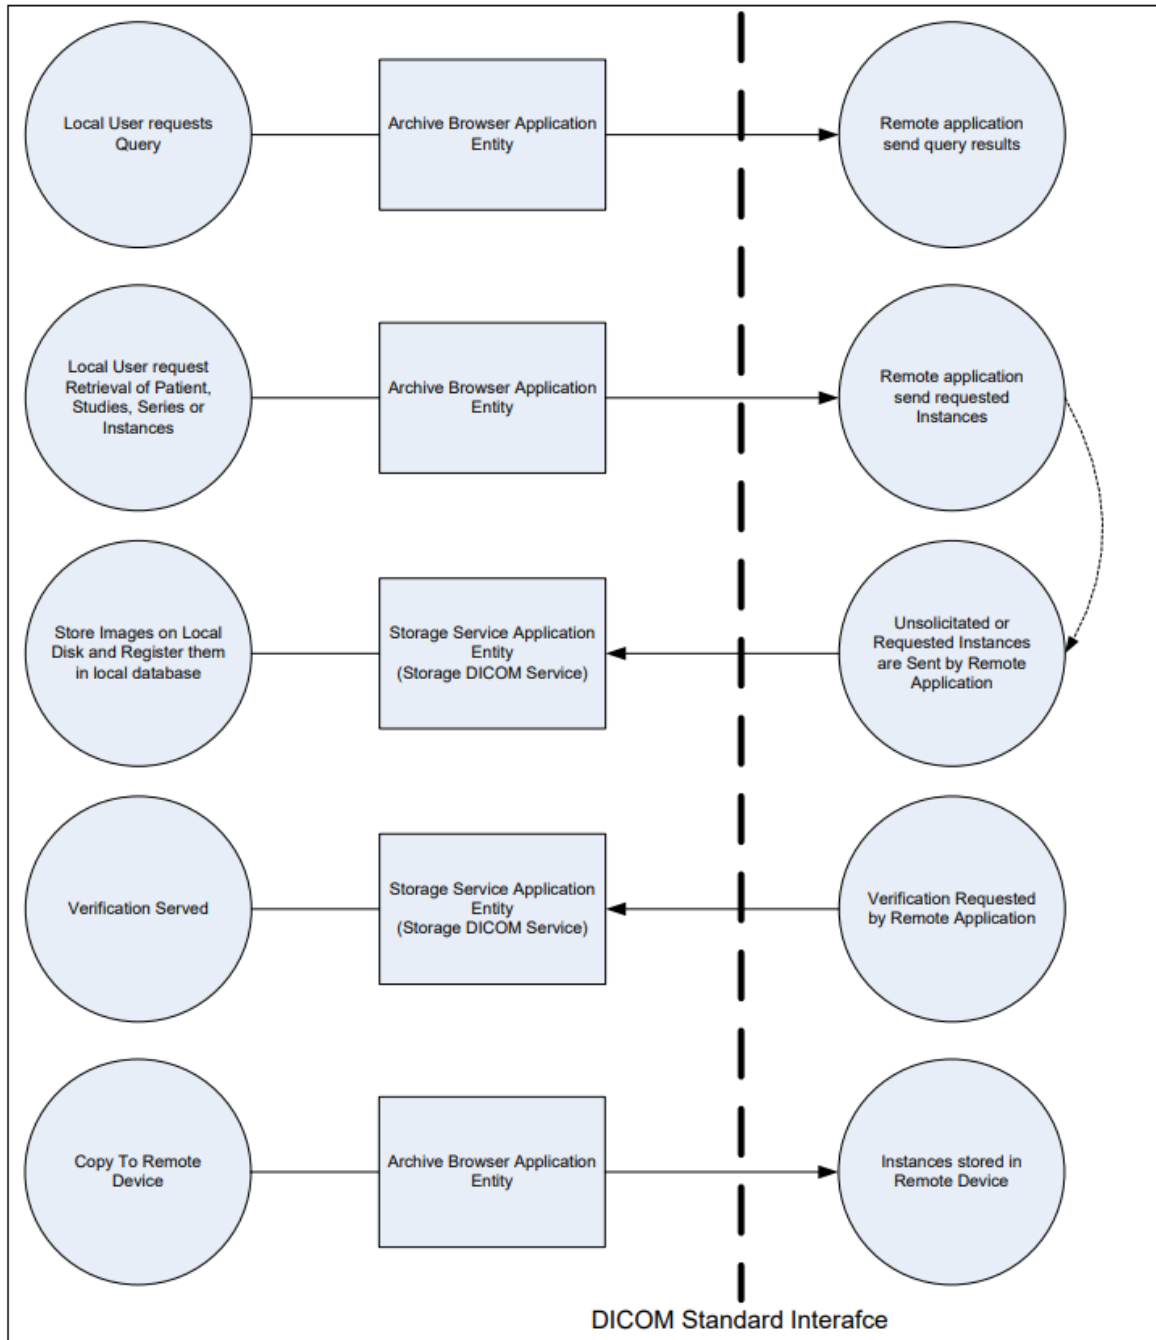 Local User requests
Query
Archive Browser Application
Entity
Remote application
send query results
Local User request
Retrieval of Patient,
Studies, Series or
Instances
Archive Browser Application
Entity
Remote application
send requested
Instances
Store Images on Local
Disk and Register them
in local database
Storage Service Application
Entity
(Storage DICOM Service)
Unsolicitated or
Requested Instances
are Sent by Remote
Application
Verification Served
Storage Service Application
Entity
(Storage DICOM Service)
Verification Requested
by Remote Application
Copy To Remote
Device
Archive Browser Application
Entity
Instances stored in
Remote Device
DICOM Standard Interafce